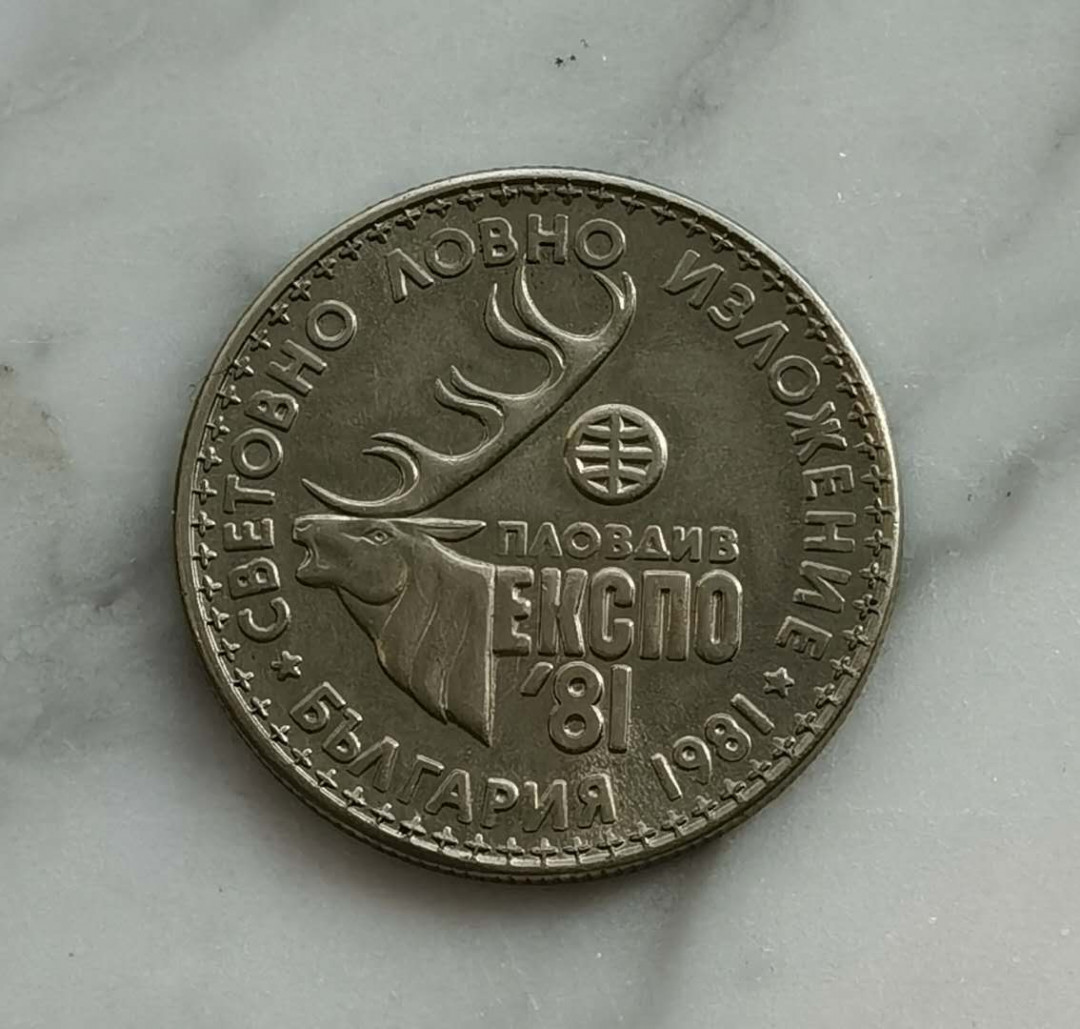 СВЕТОВНО ЛОВНО ИЗЛОЖЕНИЕ
ПЛОВДИВ
ЕКСПО
'81
БЪЛГАРИЯ 1981